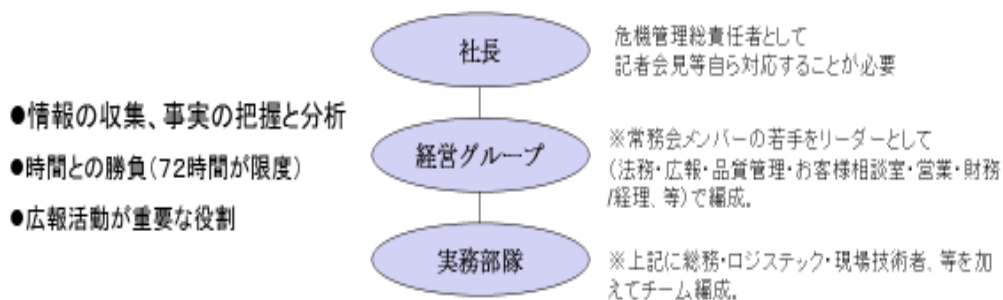 社長
危機管理総責任者として
記者会見等自ら対応することが必要
●情報の収集、事実の把握と分析
●時間との勝負(72時間が限度)
●広報活動が重要な役割
経営グループ
※常務会メンバーの若手をリーダーとして
(法務・広報・品質管理・お客様相談室・営業・財務
/経理、等)で編成。
実務部隊
※上記に総務・ロジステック・現場技術者、等を加
えてチーム編成。